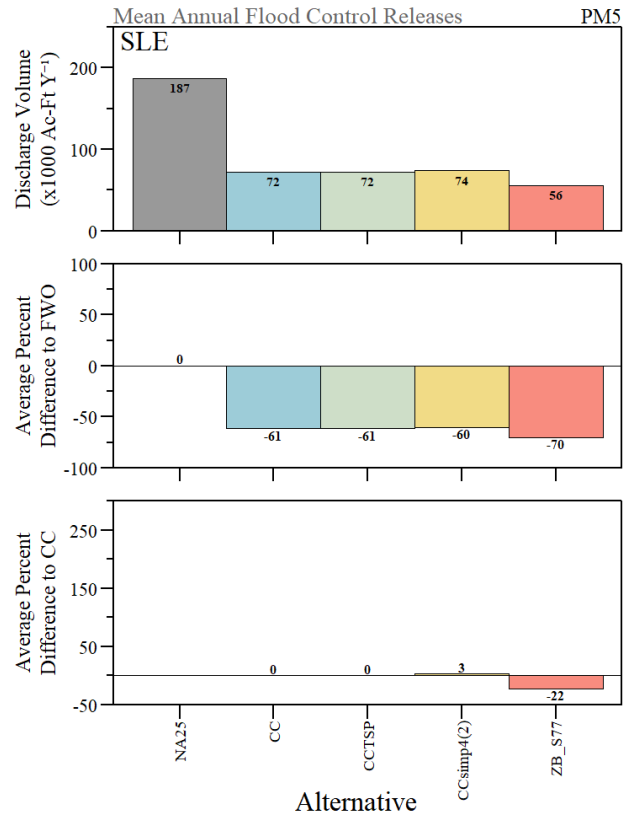 Mean Annual Flood Control Releases PM5
SLE
Discharge Volume
(x1000 Ac-Ft Y⁻¹)
200
100
0
187
72
72
74
56
Average Percent
Difference to FWO
100
50
0
-50
-100
0
-61
-61
-60
-70
Average Percent
Difference to CC
250
150
50
-50
0
0
3
-22
NA25
CC
CCTSP
CCsimp4(2)
ZB_S77
Alternative